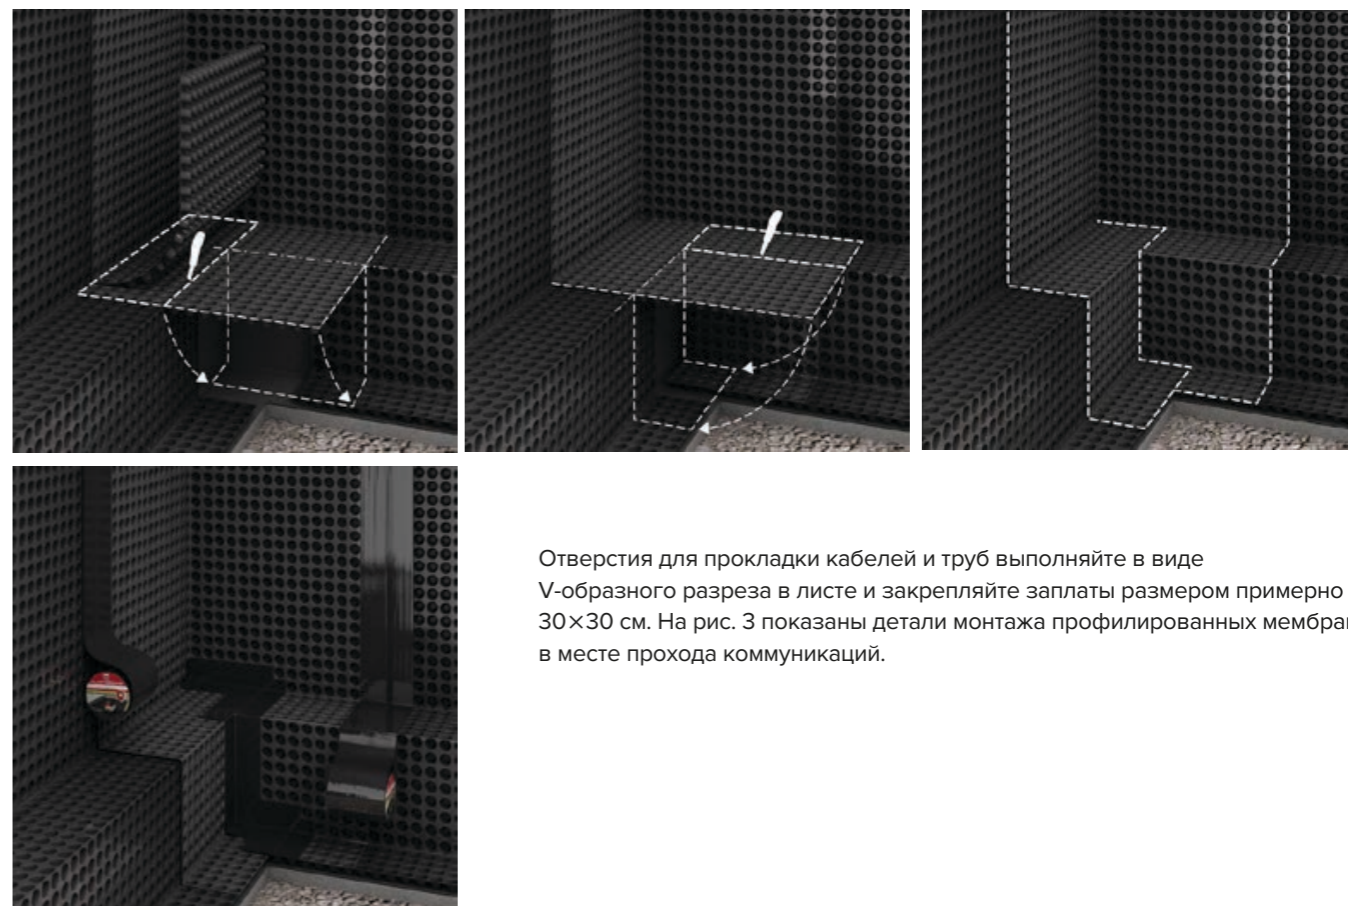 Отверстия для прокладки кабелей и труб выполняйте в виде
V-образного разреза в листе и закрепляйте заплаты размером примерно
30×30 см. На рис. 3 показаны детали монтажа профилированных
в месте прохода коммуникаций.